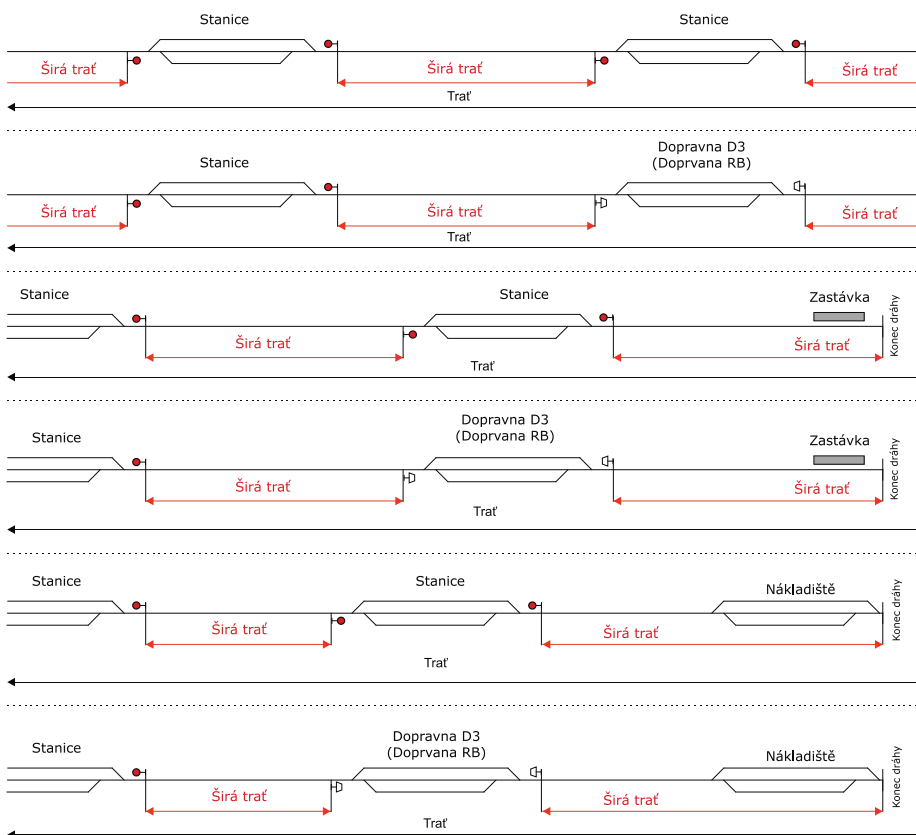 Stanice Stanice
Širá trať Širá trať Širá trať
Trať
Dopravna D3
(Doprvana RB)
Stanice
Širá trať Širá trať Širá trať
Trať
Stanice Stanice Zastávka
Konec dráhy
Širá trať Širá trať
Trať
Dopravna D3
(Doprvana RB)
Stanice Zastávka
Konec dráhy
Širá trať Širá trať
Trať
Stanice Stanice Nákladiště
Konec dráhy
Širá trať Širá trať
Trať
Dopravna D3
(Doprvana RB)
Stanice Nákladiště
Konec dráhy
Širá trať Širá trať
Trať